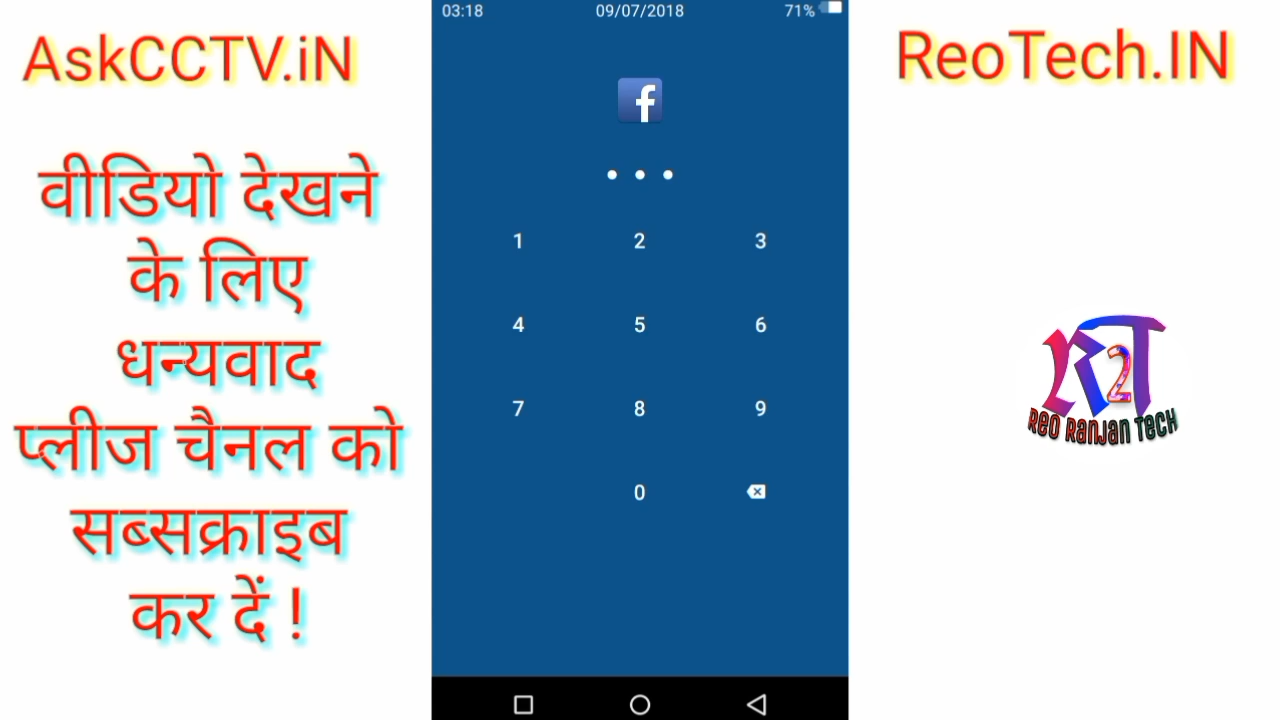 AskCCTV.iN
वीडियो देखने
के लिए
धन्यवाद
प्लीज चैनल को
सब्सक्राइब
कर दें !
03:18 09/07/2018 71%
f
1 2 3
4 5 6
7 8 9
0
ReoTech.IN
R2T
REO RANJAN TECH